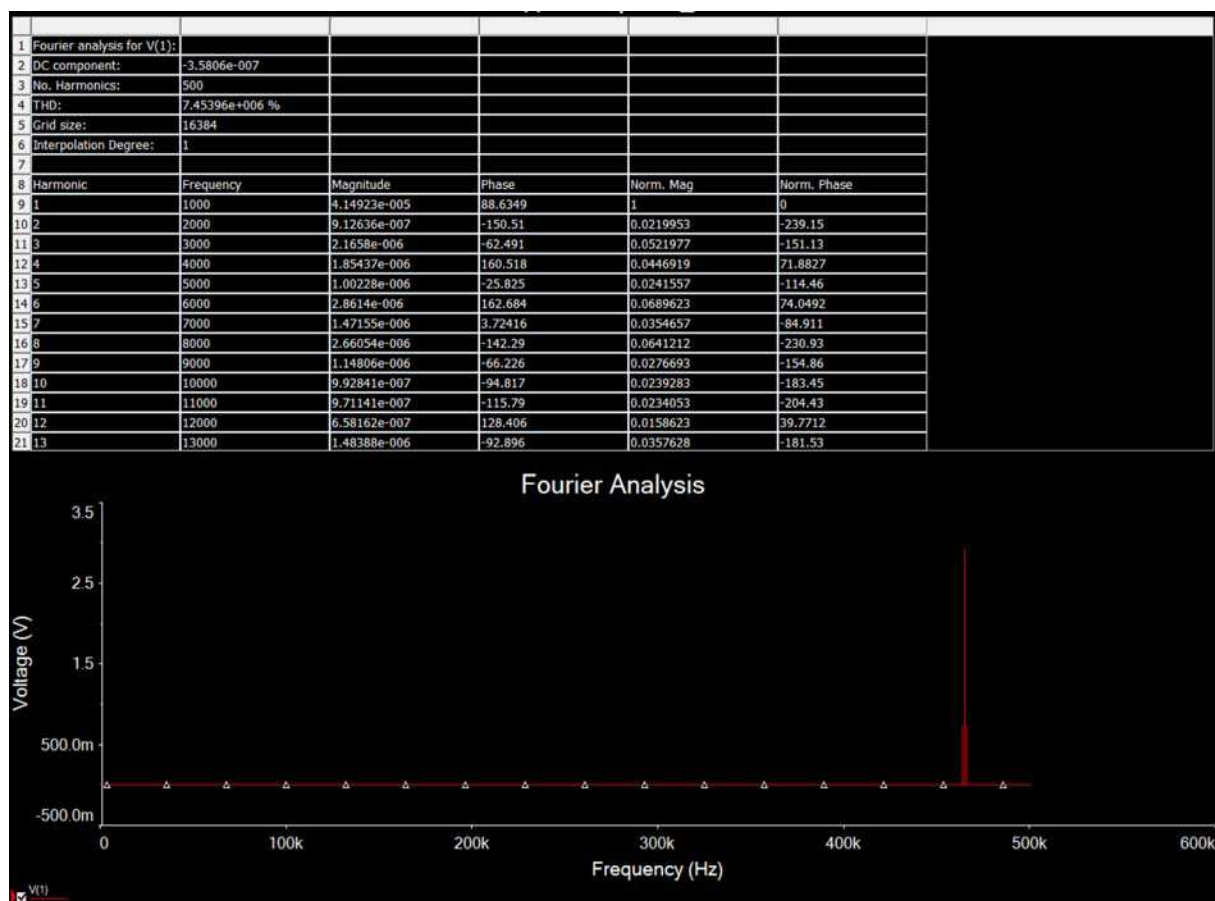 1 Fourier analysis for V(1):
2 DC component: -3.5806e-007
3 No. Harmonics: 500
4 THD: 7.45396e+006 %
5 Grid size: 16384
6 Interpolation Degree: 1
7
8 Harmonic Frequency Magnitude Phase Norm. Mag Norm. Phase
9 1 1000 4.14923e-005 88.6349 1 0
10 2 2000 9.12636e-007 -150.51 0.0219953 -239.15
11 3 3000 2.1658e-006 -62.491 0.0521977 -151.13
12 4 4000 1.85437e-006 160.518 0.0446919 71.8827
13 5 5000 1.00228e-006 -25.825 0.0241557 -114.46
14 6 6000 2.8614e-006 162.684 0.0689623 74.0492
15 7 7000 1.47155e-006 3.72416 0.0354657 -84.911
16 8 8000 2.66054e-006 -142.29 0.0641212 -230.93
17 9 9000 1.14806e-006 -66.226 0.0276693 -154.86
18 10 10000 9.92841e-007 -94.817 0.0239283 -183.45
19 11 11000 9.71141e-007 -115.79 0.0234053 -204.43
20 12 12000 6.58162e-007 128.406 0.0158623 39.7712
21 13 13000 1.48388e-006 -92.896 0.0357628 -181.53
Fourier Analysis
3.5
2.5
1.5
500.0m
-500.0m
Voltage (V)
0 100k 200k 300k 400k 500k 600k
Frequency (Hz)
V(1)